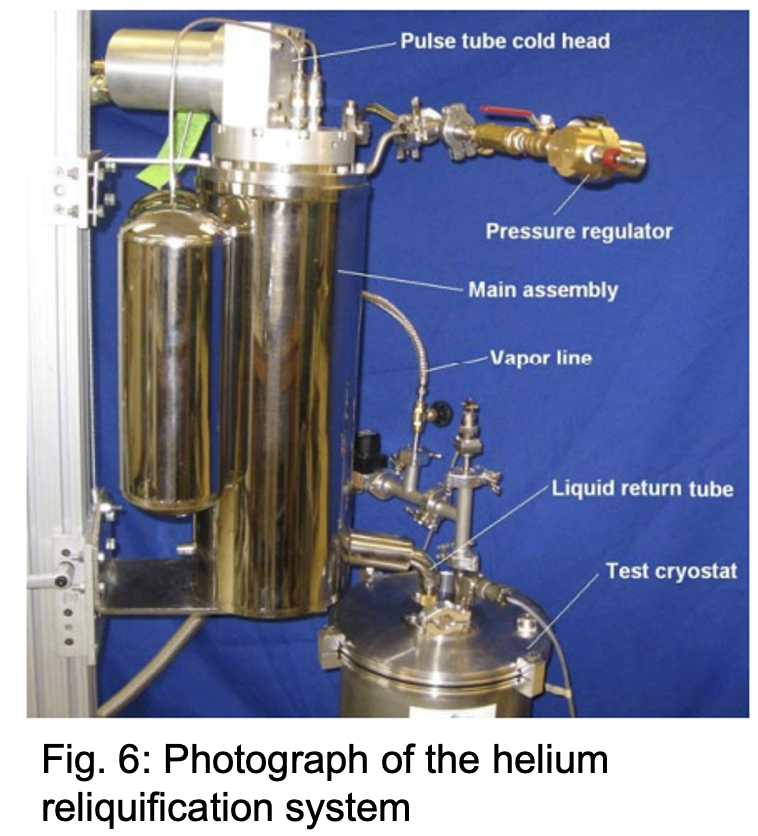 Pulse tube cold head
Pressure regulator
Main assembly
Vapor line
Liquid return tube
Test cryostat
Fig. 6: Photograph of the helium
reliquification system